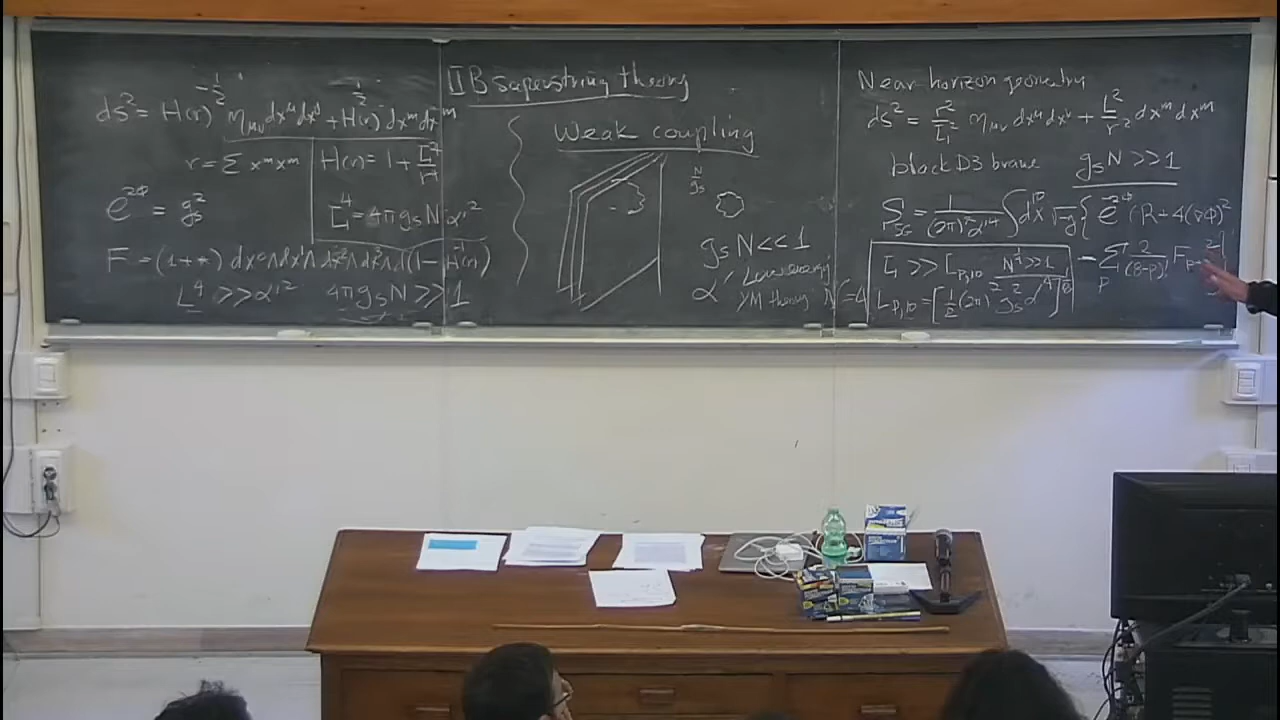 ds² = H(r)^{-1/2} η_{μν} dx^μ dx^ν + H(r)^{1/2} dx^m dx^m
r = Σ x^m x^m
H(r) = 1 + L⁴/r⁴
e^{2Φ} = g_s²
L⁴ = 4π g_s N α'²
F = (1+*) dx⁰∧dx¹∧dx²∧dx³∧d(1-H^{-1}(r))
L⁴ >> α'² 4π g_s N >> 1
IIB superstring theory
Weak coupling
N
g_s
g_s N << 1
α' Low energy
YM theory N=4
Near horizon geometry
ds² = r²/L² η_{μν} dx^μ dx^ν + L²/r² dx^m dx^m
black D3 brane g_s N >> 1
S_{SG} = 1/(2π)⁷α'⁴ ∫d^{10}x √-g { e^{-2Φ} (R+4(∇Φ)²
- Σ_p 2/(8-p)! F_{p+2}² }
L >> L_{P,10} N^{1/4} >> 1
L_{P,10} = [½(2π)⁷ g_s² α'⁴]^{1/8}